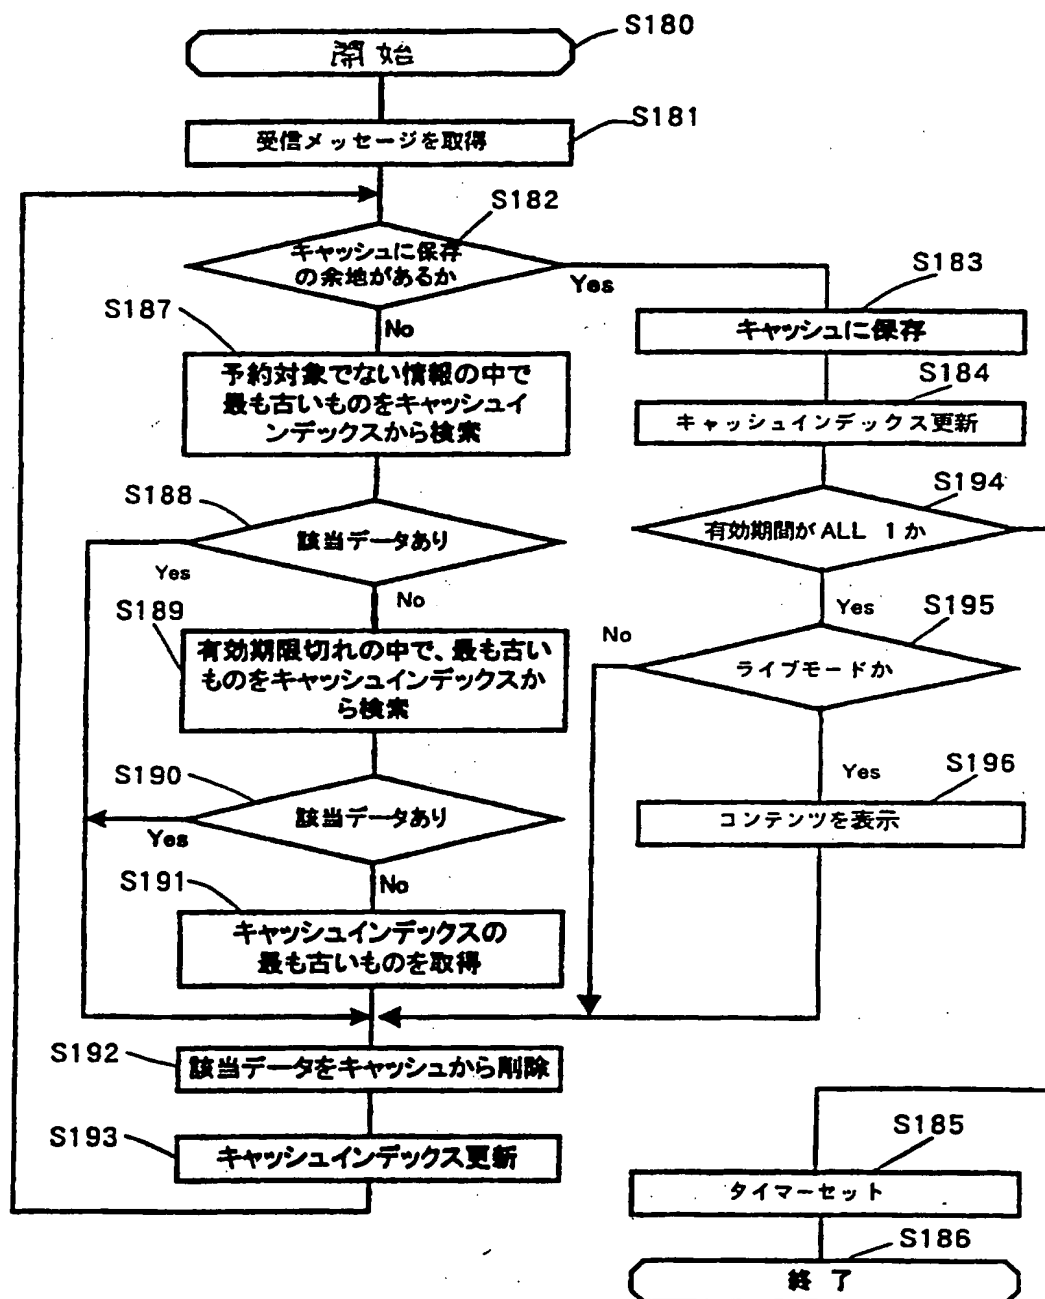 S180
開始
S181
受信メッセージを取得
S182
キャッシュに保存
の余地があるか
Yes
No
S183
キャッシュに保存
S187
予約対象でない情報の中で
最も古いものをキャッシュイ
ンデックスから検索
S184
キャッシュインデックス更新
S188
該当データあり
Yes
No
S194
有効期間が ALL 1 か
Yes
S189
有効期限切れの中で、最も古い
ものをキャッシュインデックスか
ら検索
S195
ライブモードか
No
Yes
S190
該当データあり
Yes
No
S196
コンテンツを表示
S191
キャッシュインデックスの
最も古いものを取得
S192
該当データをキャッシュから削除
S193
キャッシュインデックス更新
S185
タイマーセット
S186
終了